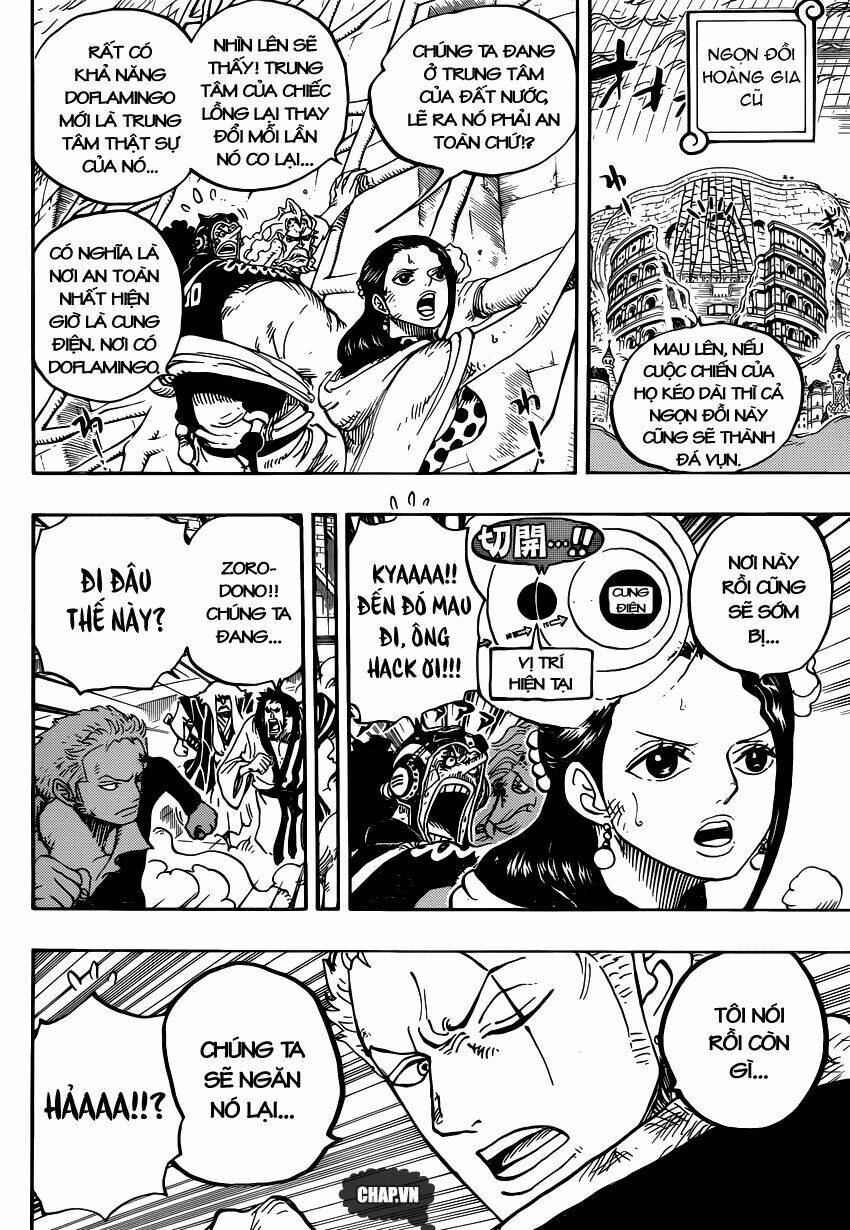 NGỌN ĐỒI
HOÀNG GIA
CŨ
MAU LÊN, NẾU
CUỘC CHIẾN CỦA
HỌ KÉO DÀI THÌ CẢ
NGỌN ĐỒI NÀY
CŨNG SẼ THÀNH
ĐÁ VỤN.
CHÚNG TA ĐANG
Ở TRUNG TÂM
CỦA ĐẤT NƯỚC,
LẼ RA NÓ PHẢI AN
TOÀN CHỨ!?
NHÌN LÊN SẼ
THẤY! TRUNG
TÂM CỦA CHIẾC
LỒNG LẠI THAY
ĐỔI MỖI LẦN
NÓ CO LẠI...
RẤT CÓ
KHẢ NĂNG
DOFLAMINGO
MỚI LÀ TRUNG
TÂM THẬT SỰ
CỦA NÓ...
CÓ NGHĨA LÀ
NƠI AN TOÀN
NHẤT HIỆN
GIỜ LÀ CUNG
ĐIỆN. NƠI CÓ
DOFLAMINGO.
NƠI NÀY
RỒI CŨNG
SẼ SỚM
BỊ...
切開…!!
CUNG
ĐIỆN
VỊ TRÍ
HIỆN TẠI
KYAAAA!!
ĐẾN ĐÓ MAU
ĐI, ÔNG
HACK ƠI!!!
ZORO-
DONO!!
CHÚNG TA
ĐANG...
ĐI ĐÂU
THẾ NÀY?
TÔI NÓI
RỒI CÒN
GÌ...
CHÚNG TA
SẼ NGĂN
NÓ LẠI...
HẢAAA!!?
CHAP.VN